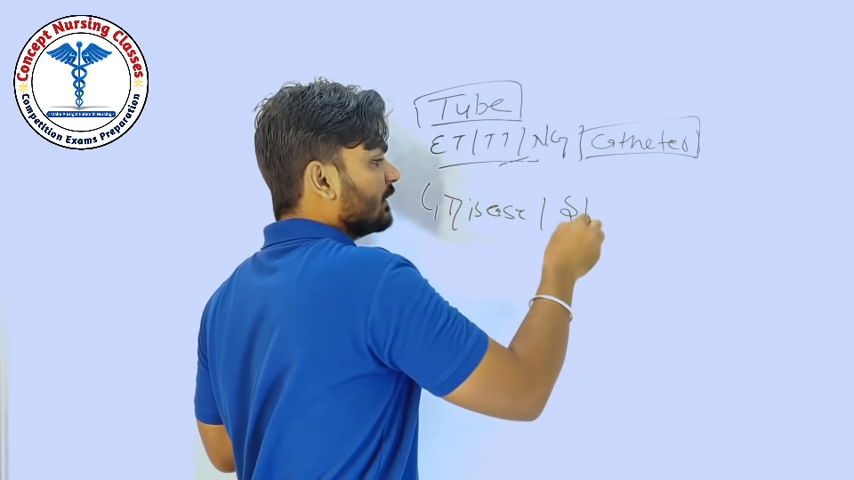 Concept Nursing Classes
Competition Exams Preparation
Tube
ET/TT/NG Catheter
Disease /